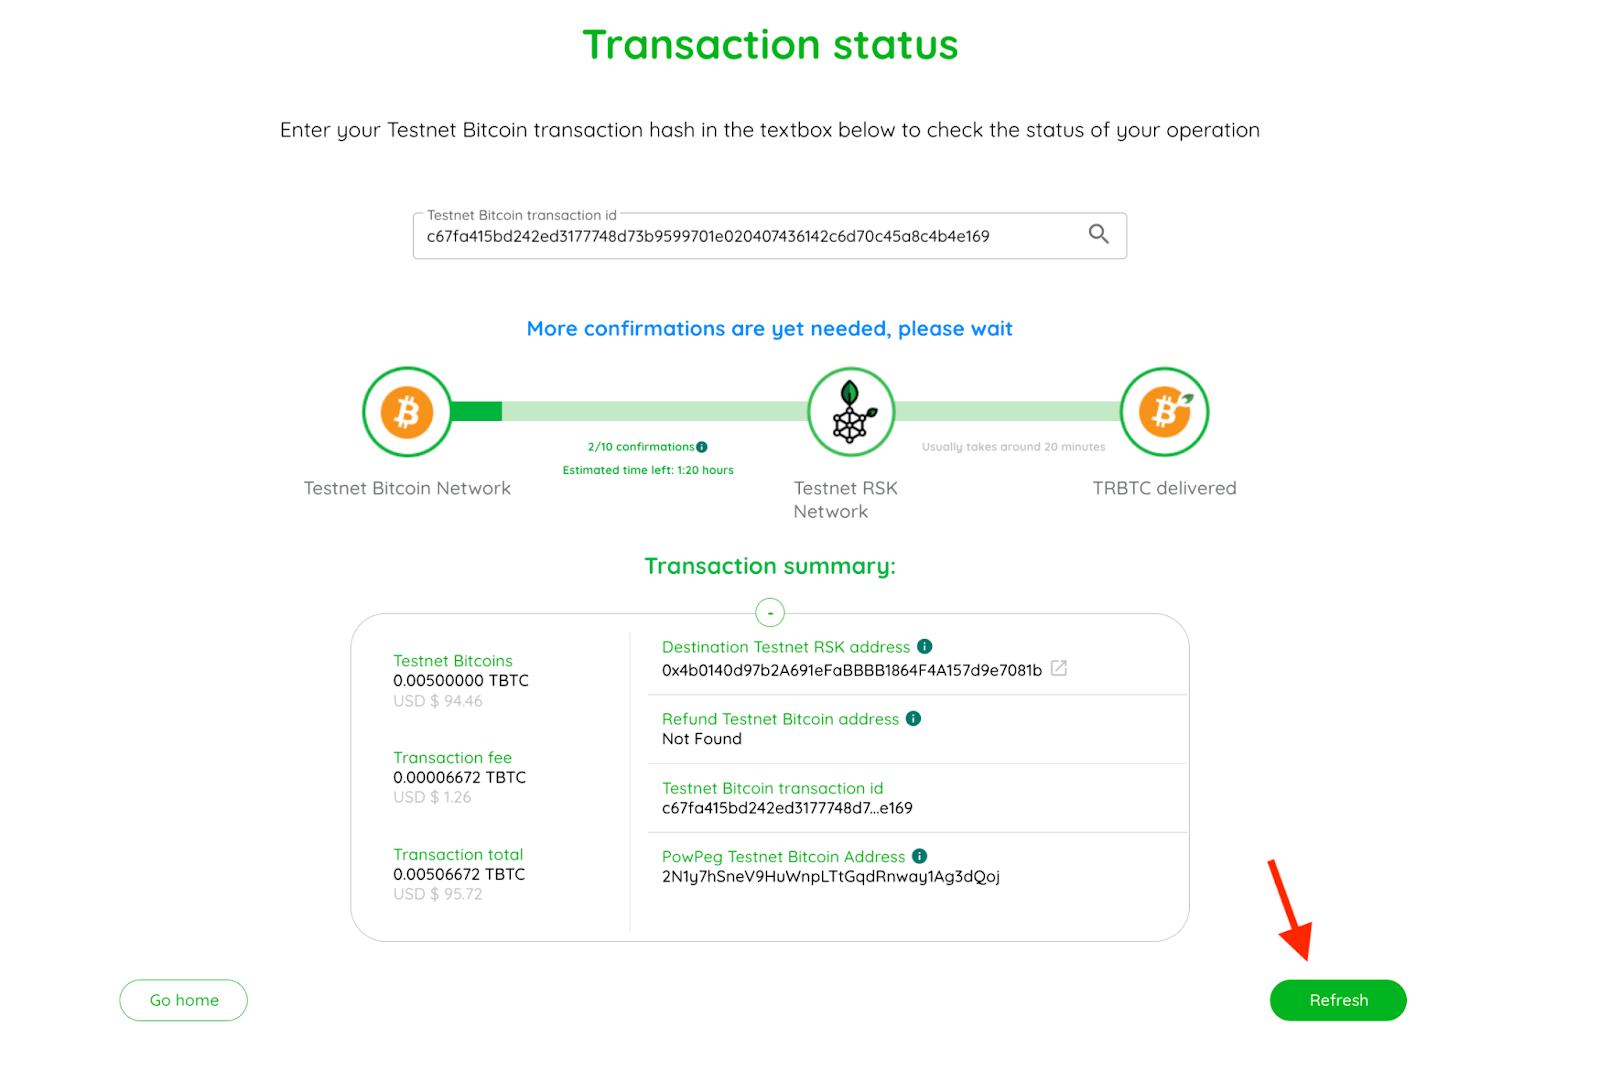 Transaction status
Enter your Testnet Bitcoin transaction hash in the textbox below to check the status of your operation
Testnet Bitcoin transaction id
c67fa415bd242ed3177748d73b9599701e020407436142c6d70c45a8c4b4e169
More confirmations are yet needed, please wait
2/10 confirmations
Estimated time left: 1:20 hours
Usually takes around 20 minutes
Testnet Bitcoin Network
Testnet RSK
Network
TRBTC delivered
Transaction summary:
-
Testnet Bitcoins
0.00500000 TBTC
USD $ 94.46
Transaction fee
0.00006672 TBTC
USD $ 1.26
Transaction total
0.00506672 TBTC
USD $ 95.72
Destination Testnet RSK address
0x4b0140d97b2A691eFaBBBB1864F4A157d9e7081b
Refund Testnet Bitcoin address
Not Found
Testnet Bitcoin transaction id
c67fa415bd242ed3177748d7...e169
PowPeg Testnet Bitcoin Address
2N1y7hSneV9HuWnpLTtGqdRnway1Ag3dQoj
Go home
Refresh